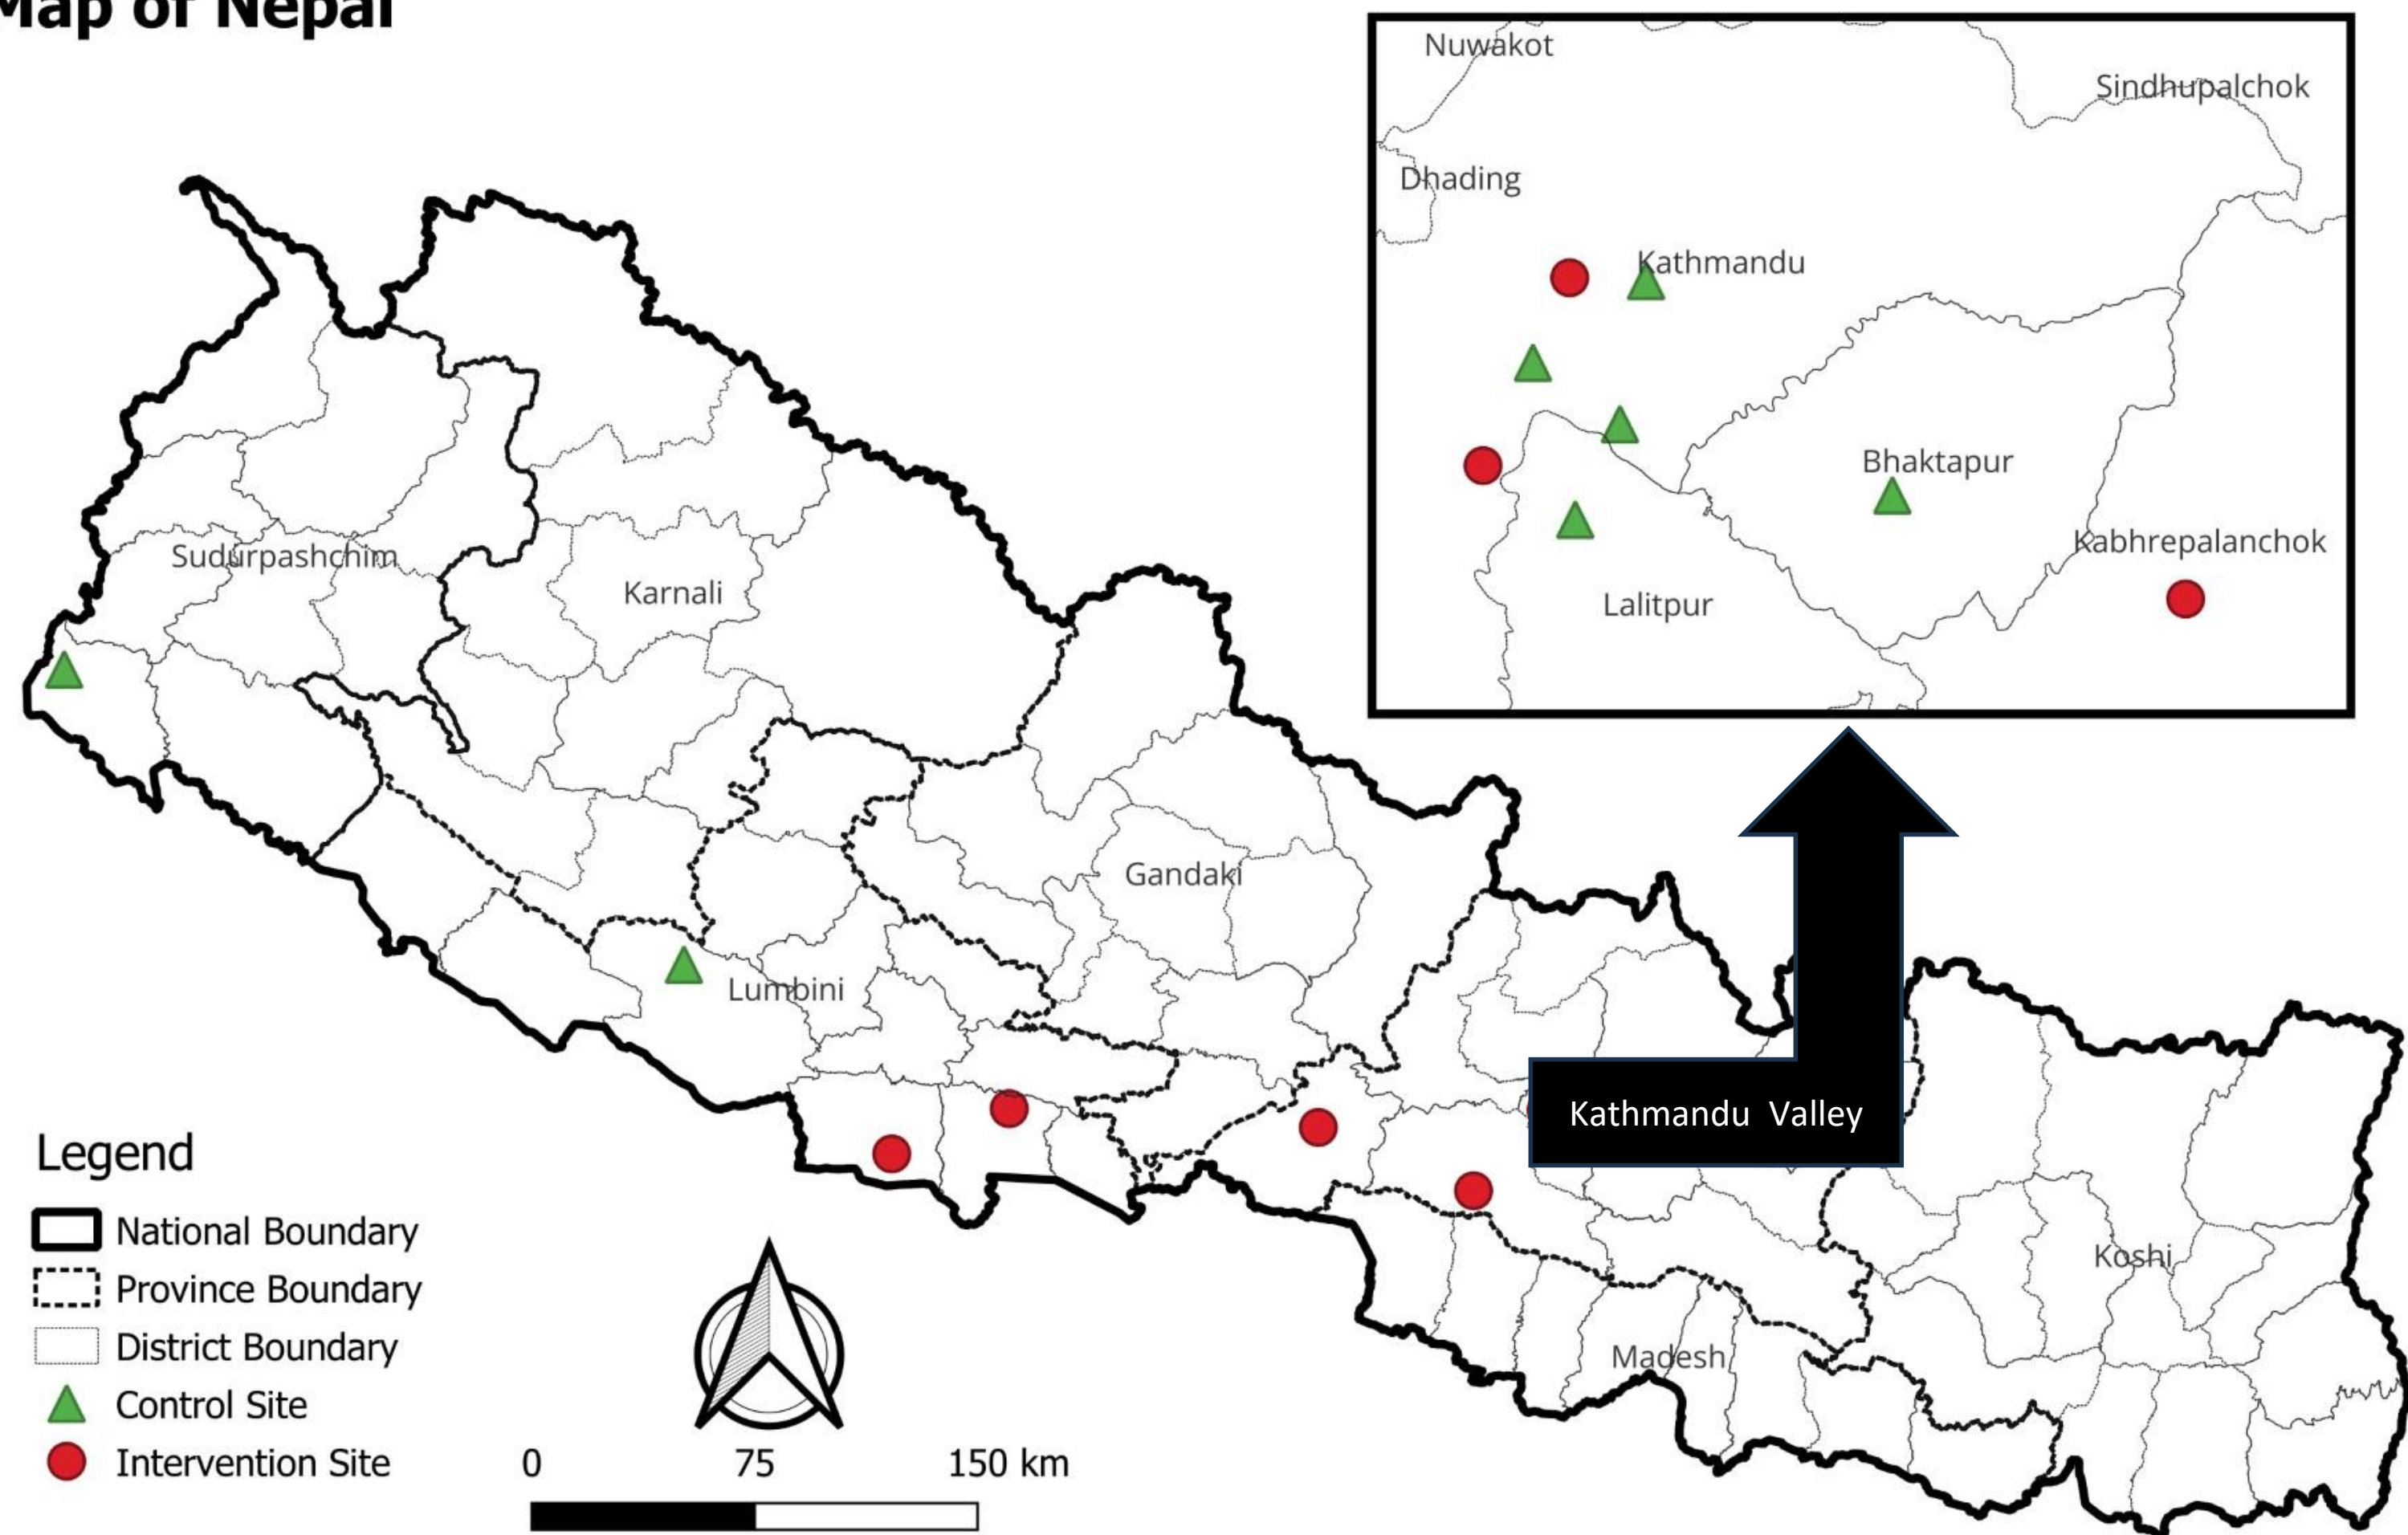 Map of Nepal
Nuwakot
Sindhupalchok
Dhading
Kathmandu
Bhaktapur
Kabhrepalanchok
Lalitpur
Sudurpashchim
Karnali
Gandaki
Lumbini
Kathmandu Valley
Koshi
Madesh
Legend
National Boundary
Province Boundary
District Boundary
Control Site
Intervention Site
0 75 150 km